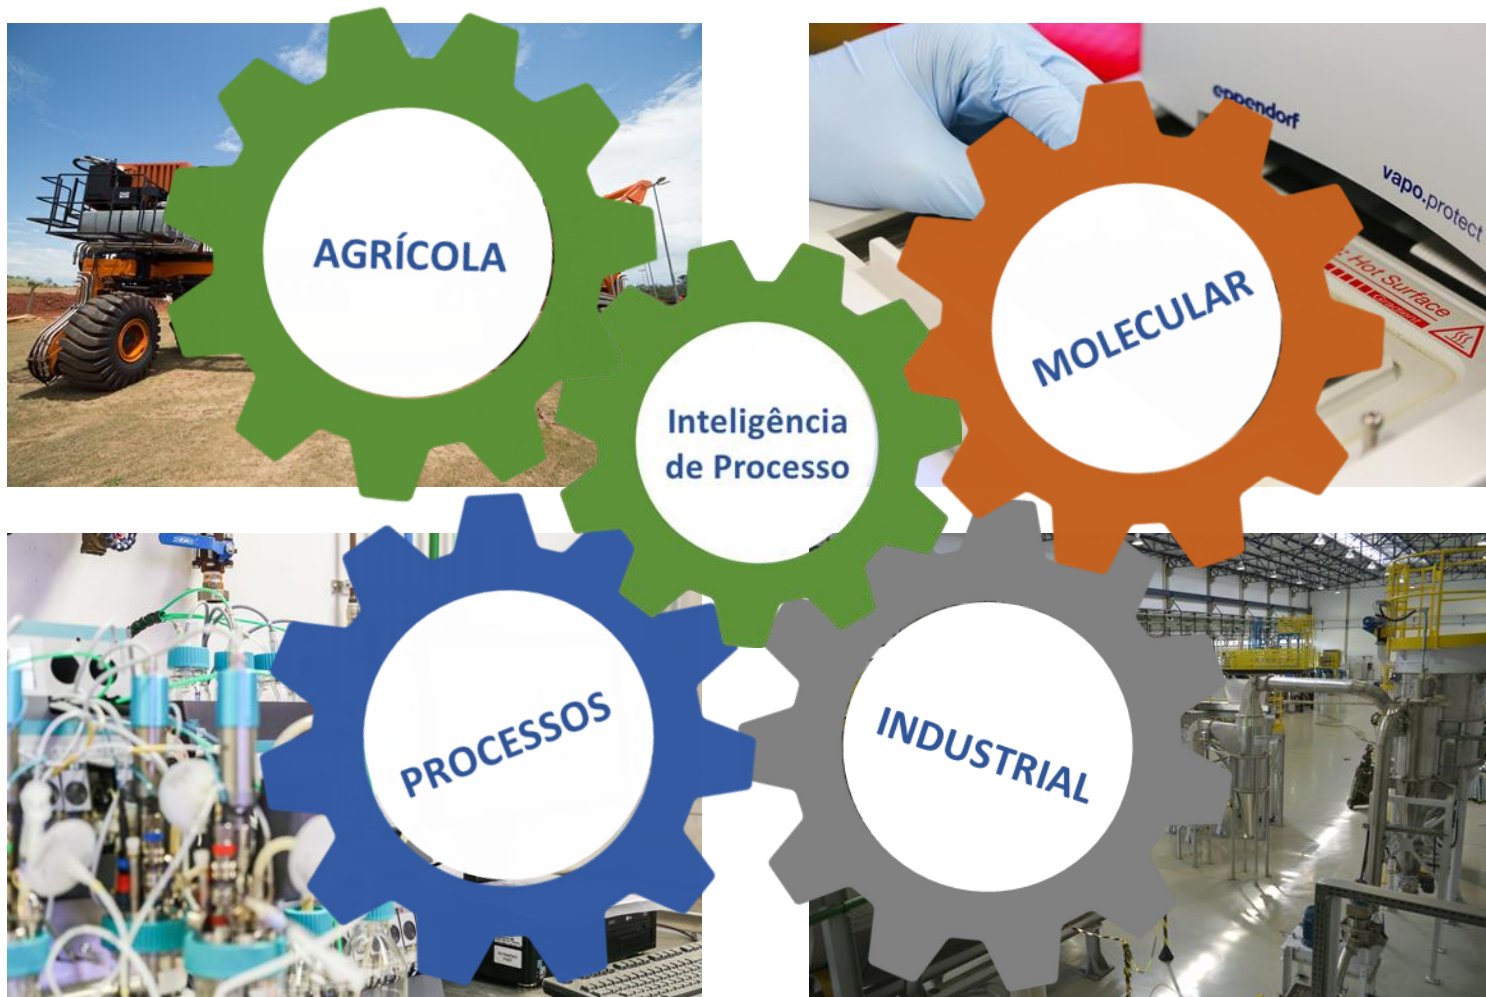 AGRÍCOLA
eppendorf
vapo.protect
Hot Surface
MOLECULAR
Inteligência
de Processo
PROCESSOS
INDUSTRIAL